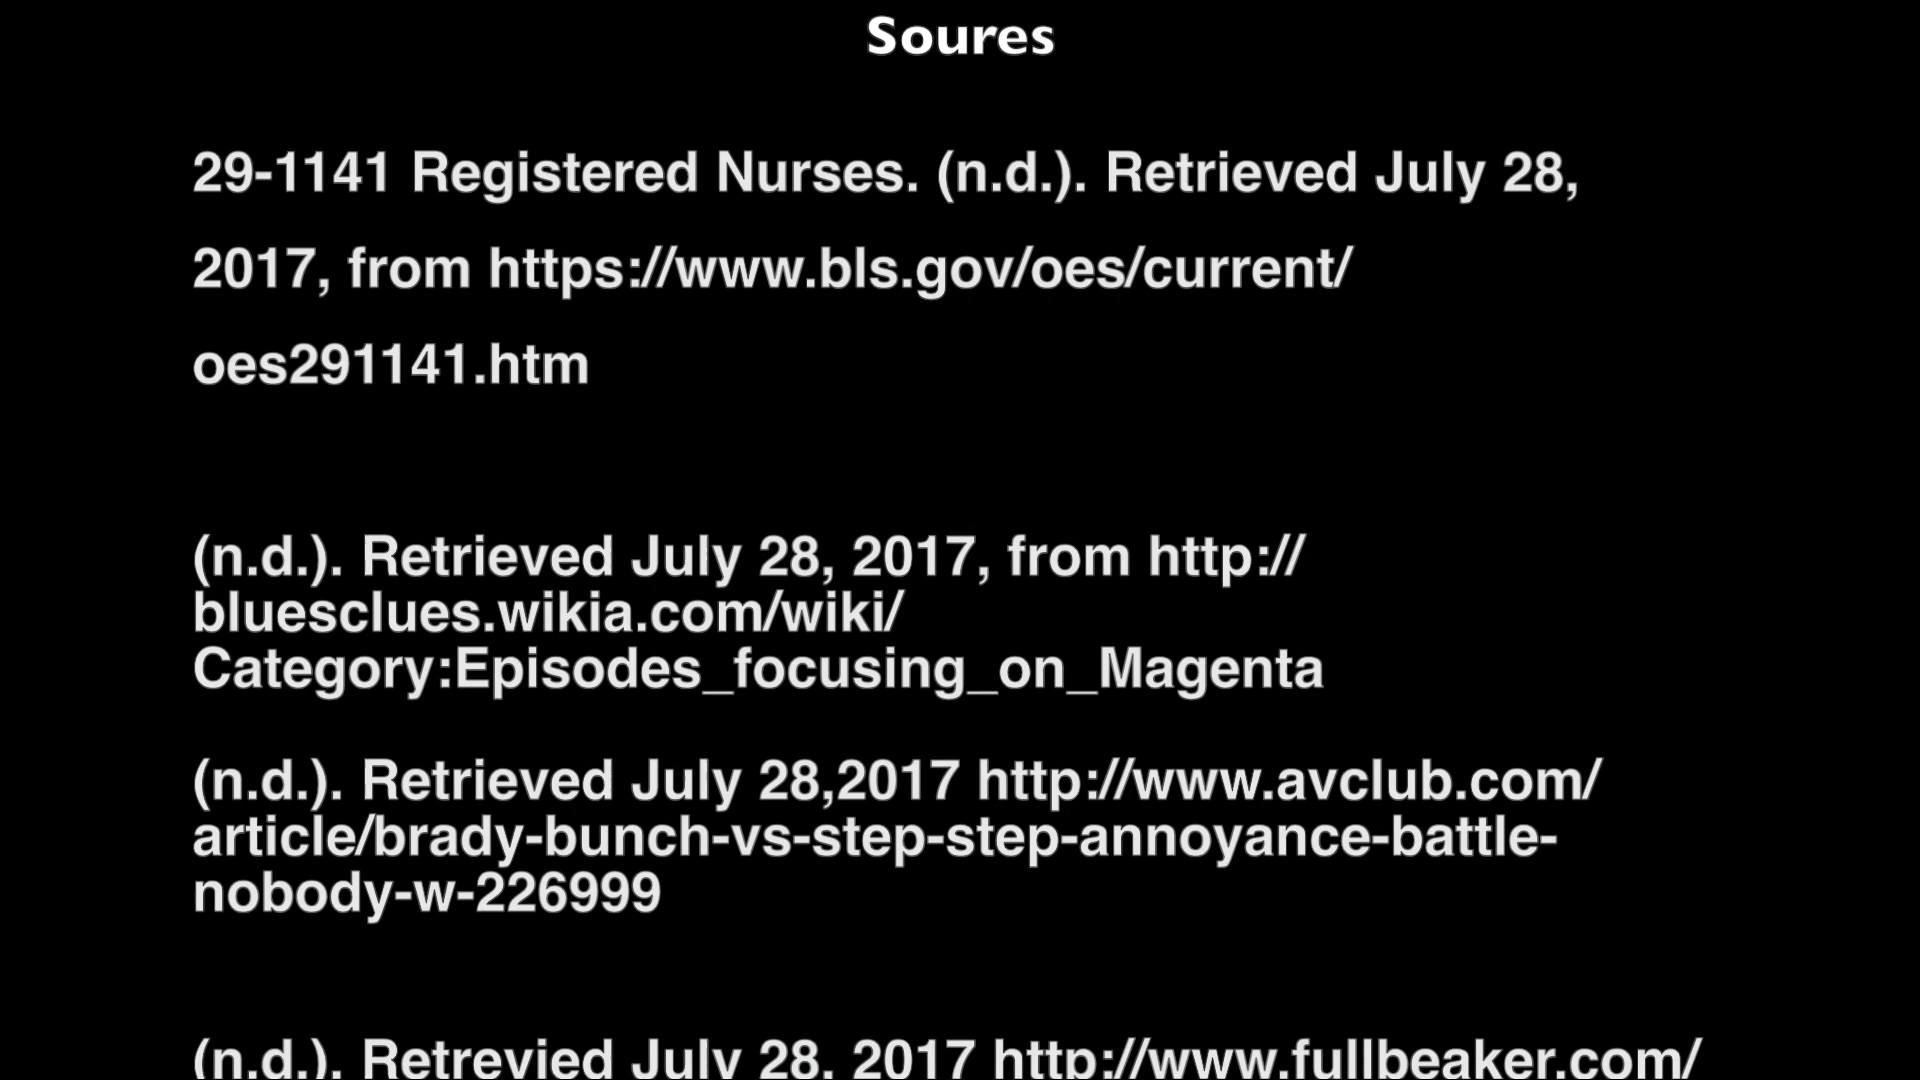 Soures
29-1141 Registered Nurses. (n.d.). Retrieved July 28,
2017, from https://www.bls.gov/oes/current/
oes291141.htm
(n.d.). Retrieved July 28, 2017, from http://
bluesclues.wikia.com/wiki/
Category:Episodes_focusing_on_Magenta
(n.d.). Retrieved July 28,2017 http://www.avclub.com/
article/brady-bunch-vs-step-step-annoyance-battle-
nobody-w-226999
(n.d.). Retrevied July 28, 2017 http://www.fullbeaker.com/